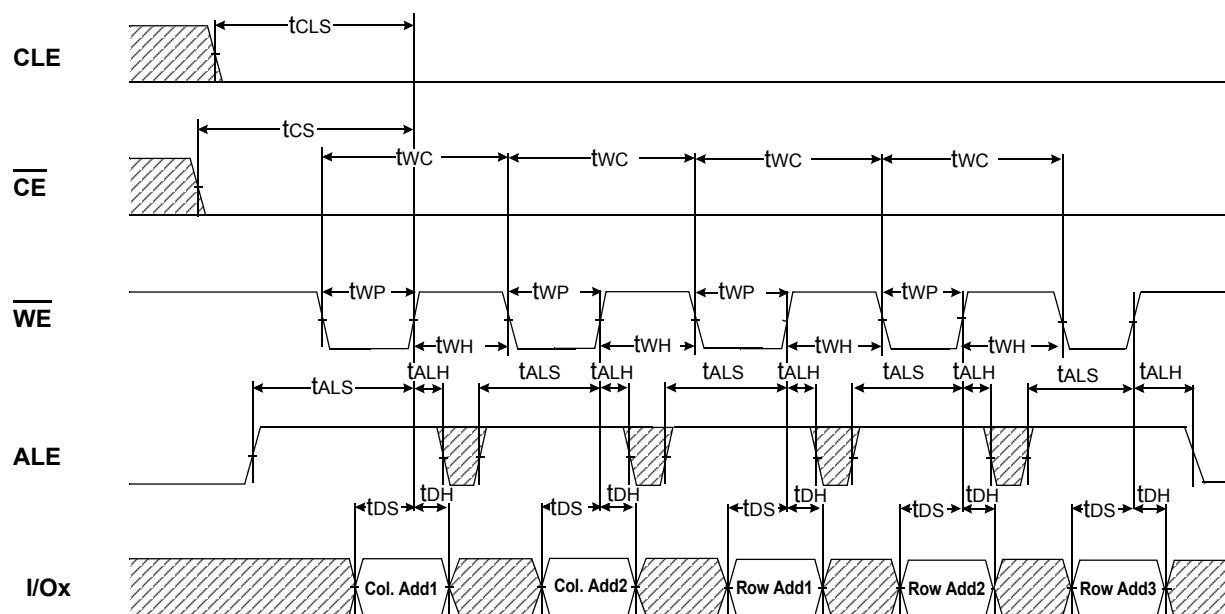 tCLS
CLE
tCS
tWC tWC tWC tWC
CE
tWP tWP tWP tWP
WE
tWH tWH tWH tWH
tALS tALH tALS tALH tALS tALH tALS tALH tALS tALH
ALE
tDS tDH tDS tDH tDS tDH tDS tDH tDS tDH
I/Ox Col. Add1 Col. Add2 Row Add1 Row Add2 Row Add3